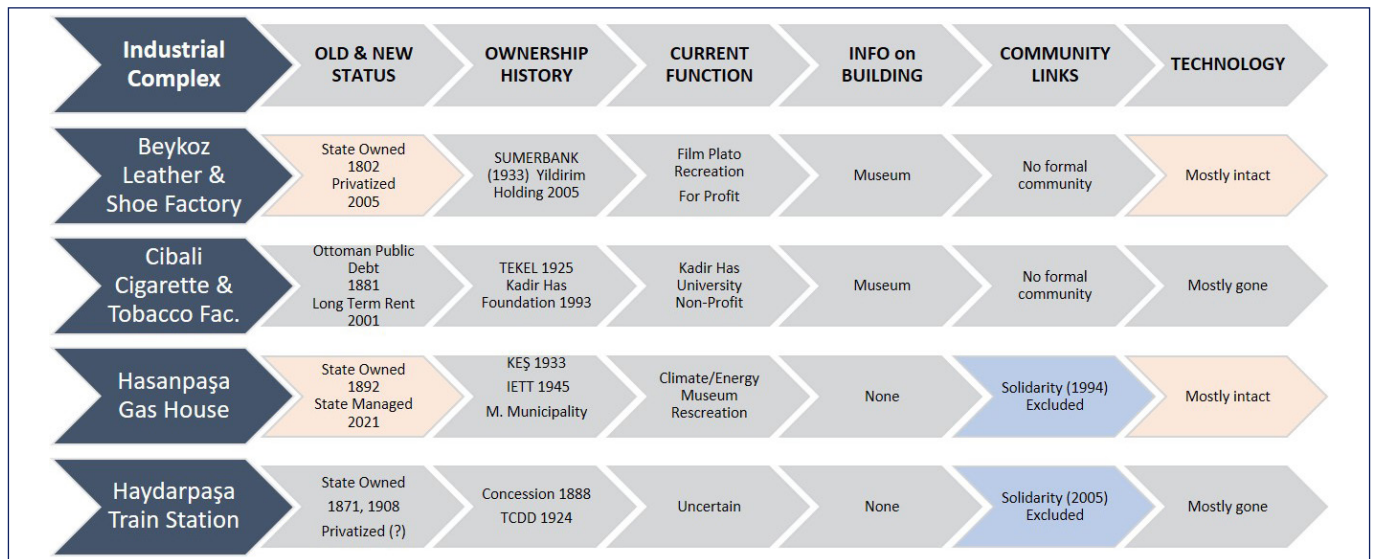 Industrial
Complex
OLD & NEW
STATUS
OWNERSHIP
HISTORY
CURRENT
FUNCTION
INFO on
BUILDING
COMMUNITY
LINKS
TECHNOLOGY
Beykoz
Leather &
Shoe Factory
State Owned
1802
Privatized
2005
SUMERBANK
(1933) Yildirim
Holding 2005
Film Plato
Recreation
For Profit
Museum
No formal
community
Mostly intact
Cibali
Cigarette &
Tobacco Fac.
Ottoman Public
Debt
1881
Long Term Rent
2001
TEKEL 1925
Kadir Has
Foundation 1993
Kadir Has
University
Non-Profit
Museum
No formal
community
Mostly gone
Hasanpaşa
Gas House
State Owned
1892
State Managed
2021
KEŞ 1933
IETT 1945
M. Municipality
Climate/Energy
Museum
Rescreation
None
Solidarity (1994)
Excluded
Mostly intact
Haydarpaşa
Train Station
State Owned
1871, 1908
Privatized (?)
Concession 1888
TCDD 1924
Uncertain
None
Solidarity (2005)
Excluded
Mostly gone